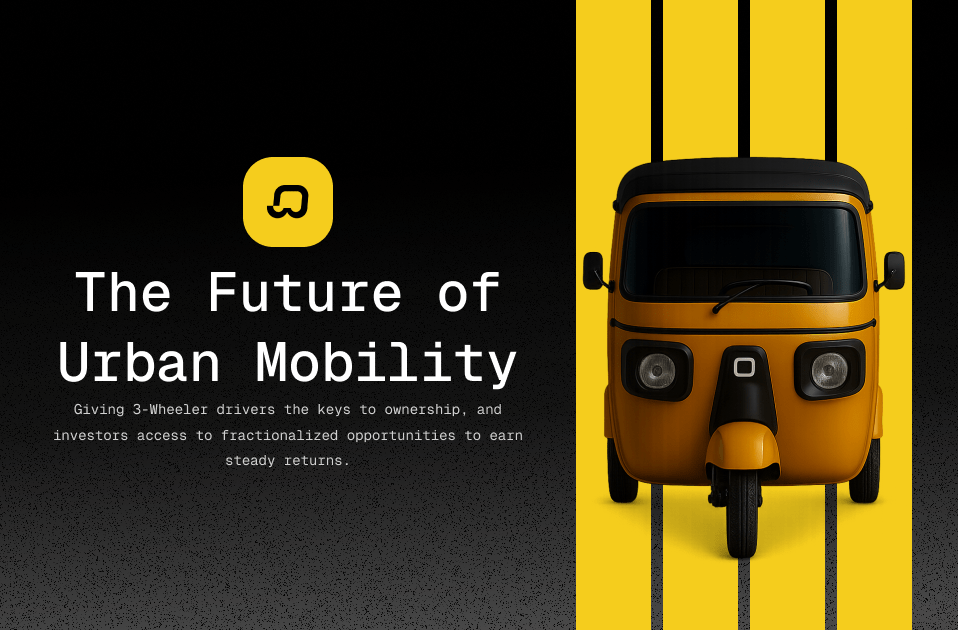 The Future of
Urban Mobility
Giving 3-Wheeler drivers the keys to ownership, and
investors access to fractionalized opportunities to earn
steady returns.